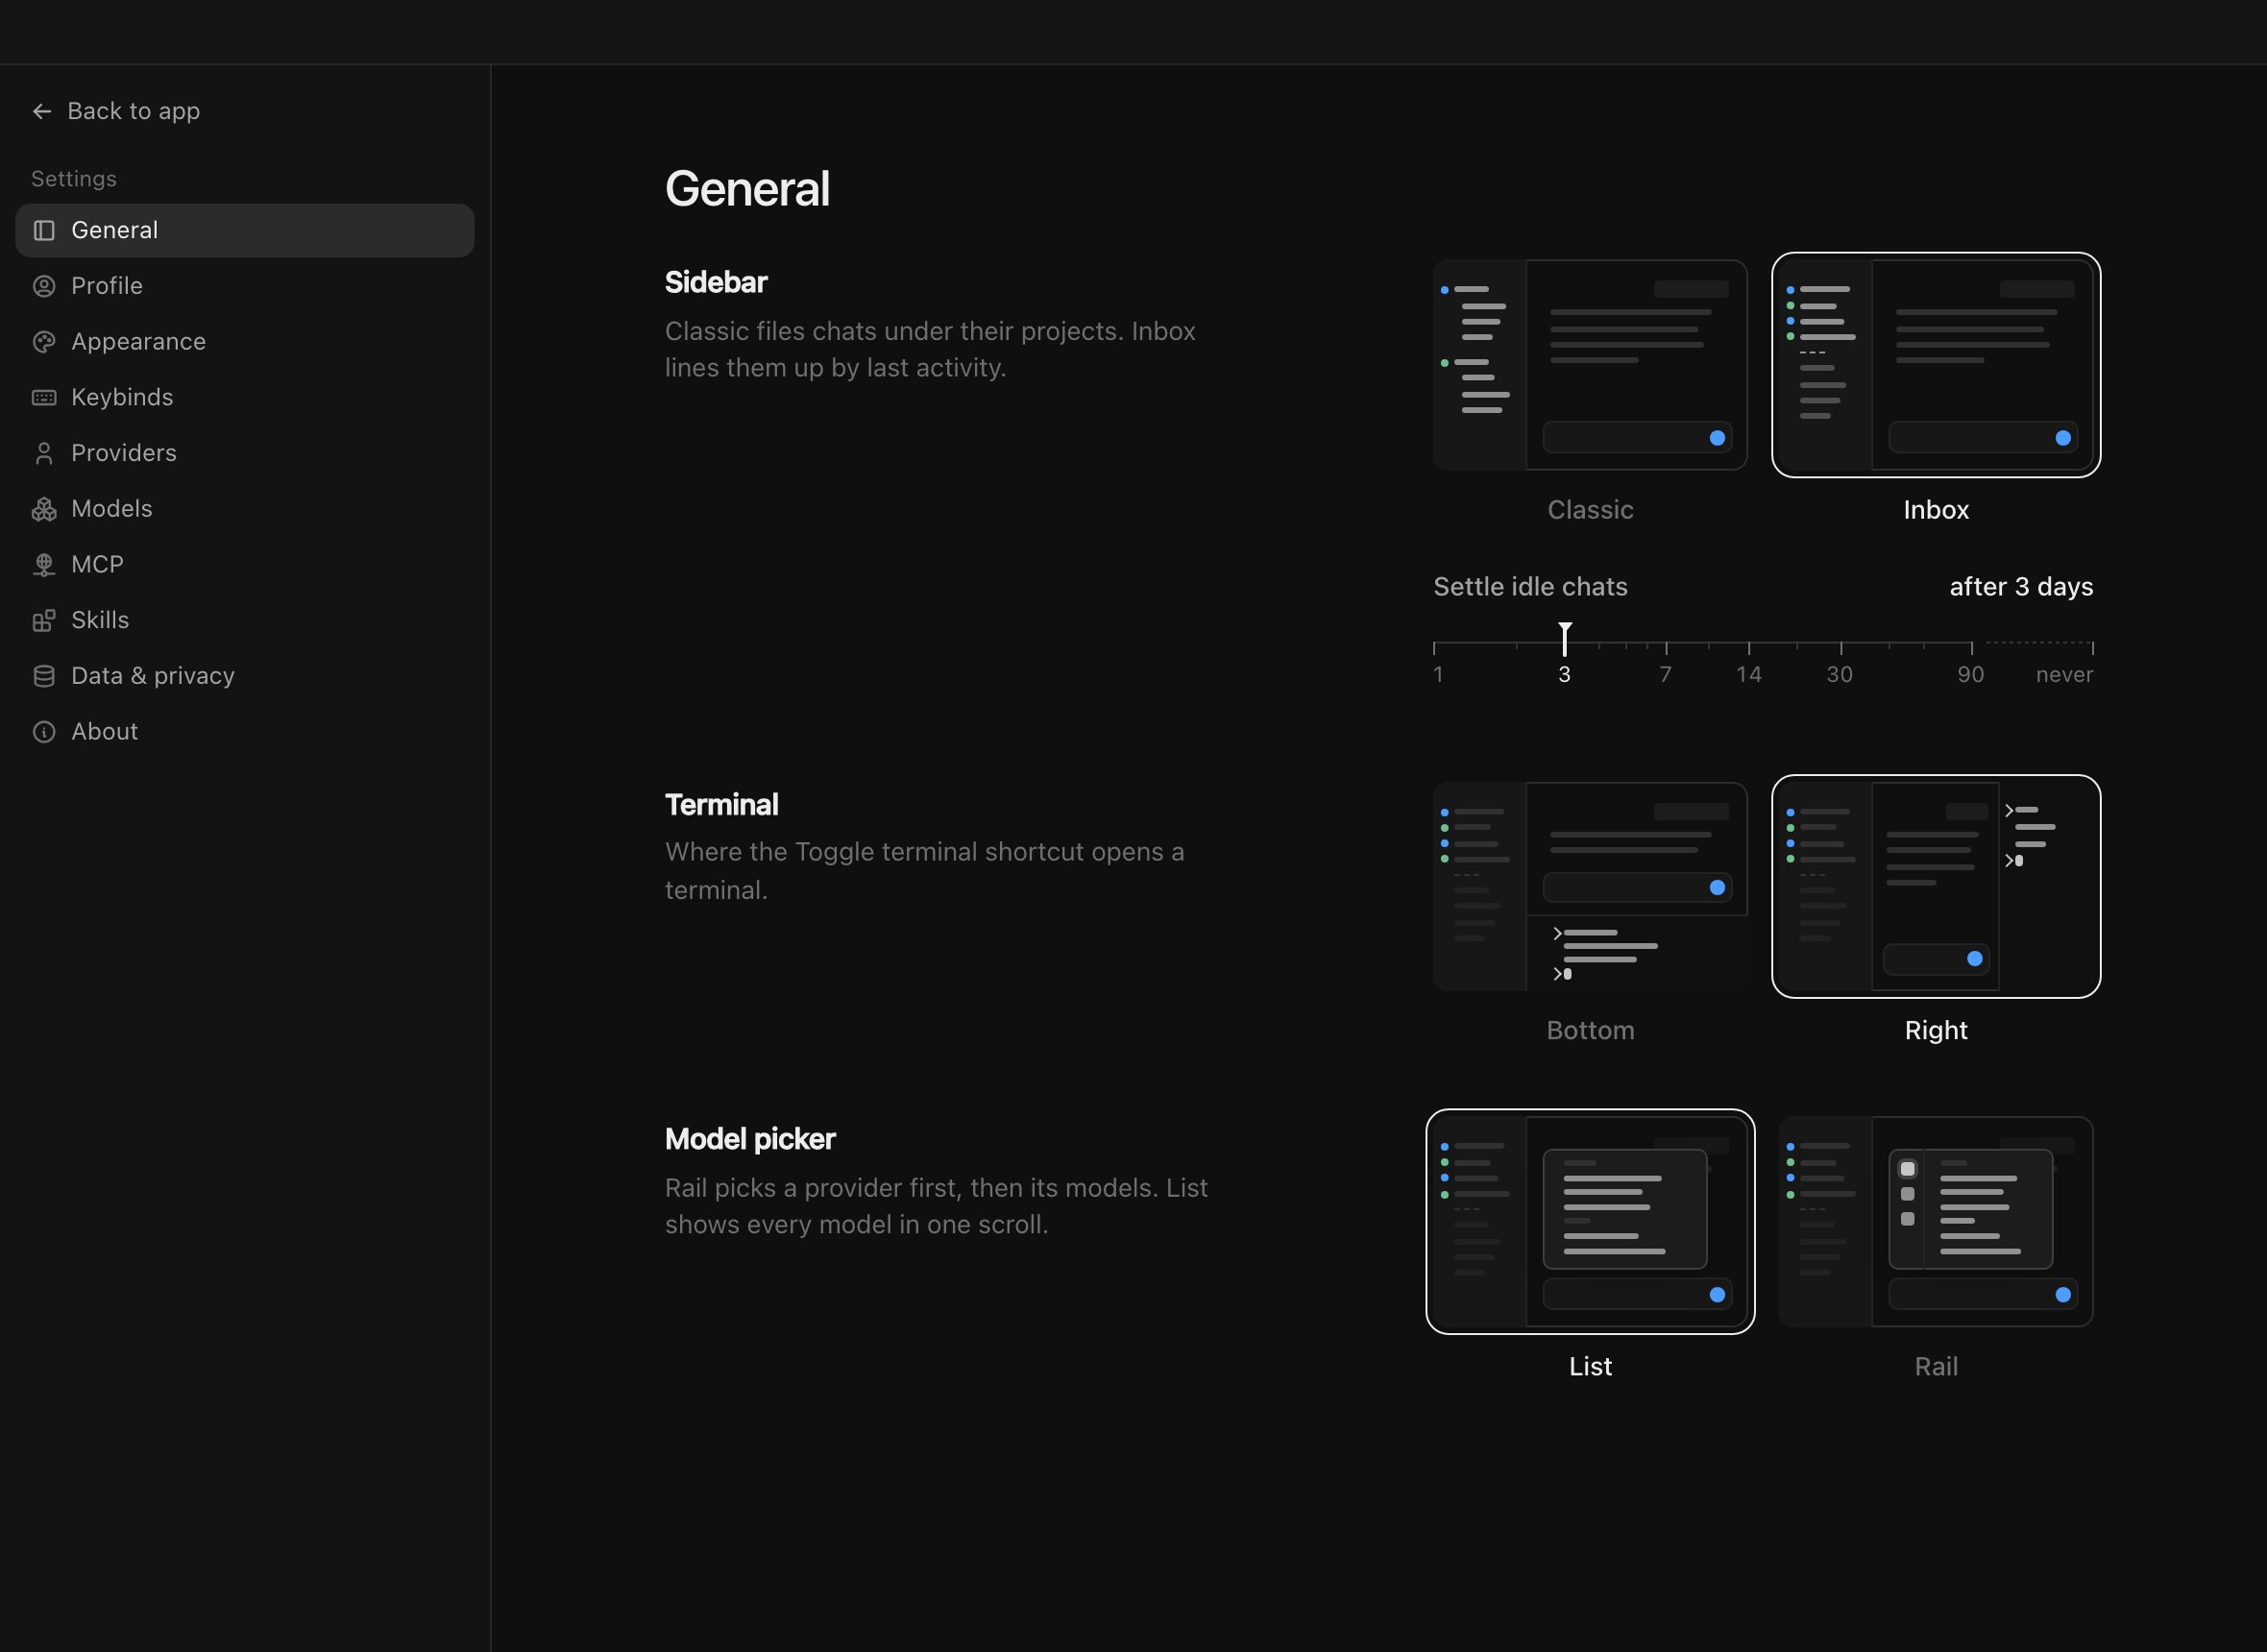 Back to app
Settings
General
Profile
Appearance
Keybinds
Providers
Models
MCP
Skills
Data & privacy
About
General
Sidebar
Classic files chats under their projects. Inbox
lines them up by last activity.
Classic
Inbox
Settle idle chats
after 3 days
1 3 7 14 30 90 never
Terminal
Where the Toggle terminal shortcut opens a
terminal.
Bottom
Right
Model picker
Rail picks a provider first, then its models. List
shows every model in one scroll.
List
Rail